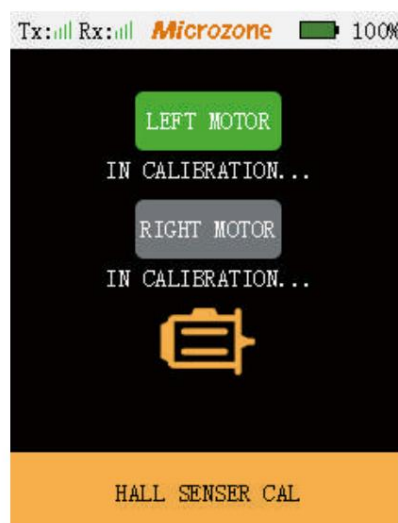 Tx: Rx: Microzone 100%
LEFT MOTOR
IN CALIBRATION...
RIGHT MOTOR
IN CALIBRATION...
HALL SENSER CAL